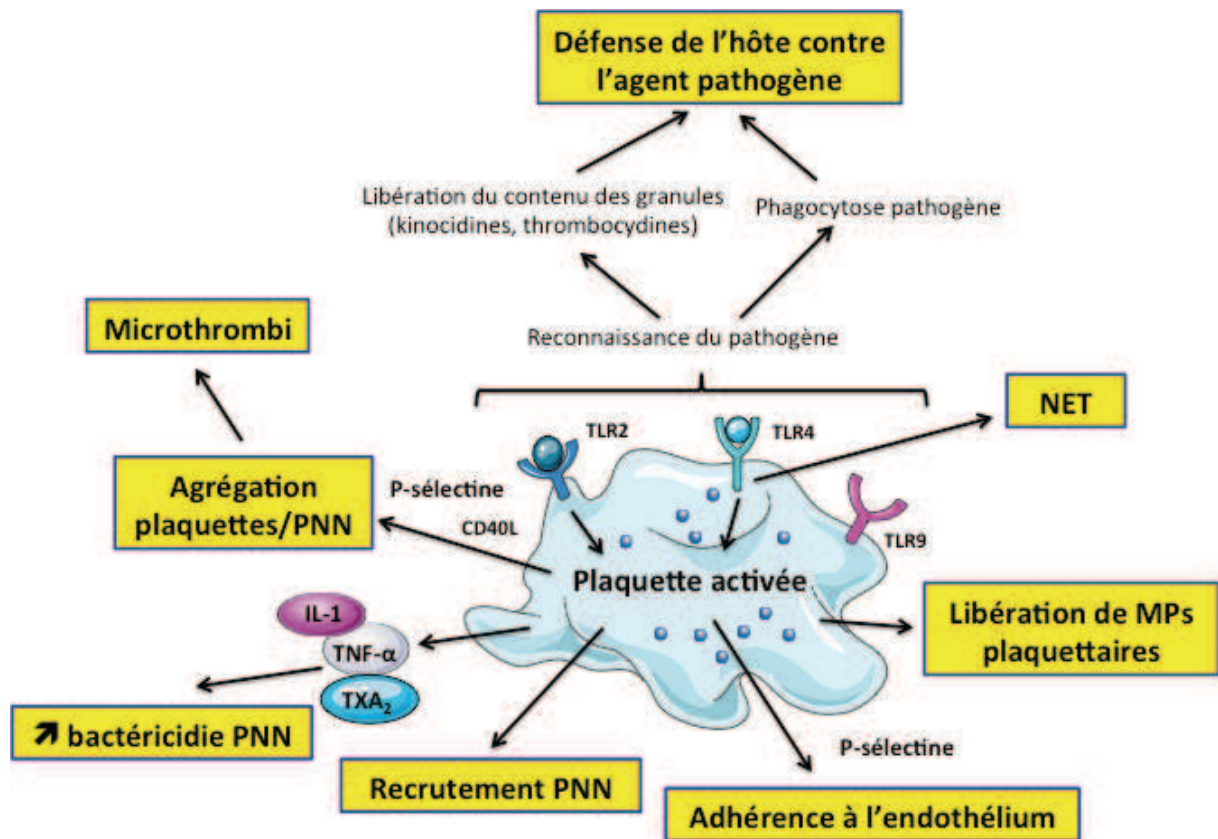 Défense de l'hôte contre
l'agent pathogène
Libération du contenu des granules
(kinocidines, thrombocydines)
Phagocytose pathogène
Microthrombi
Reconnaissance du pathogène
NET
TLR2
TLR4
Agrégation
plaquettes/PNN
P-sélectine
CD40L
TLR9
Plaquette activée
IL-1
TNF-α
TXA₂
Libération de MPs
plaquettaires
↗ bactéricidie PNN
P-sélectine
Recrutement PNN
Adhérence à l'endothélium